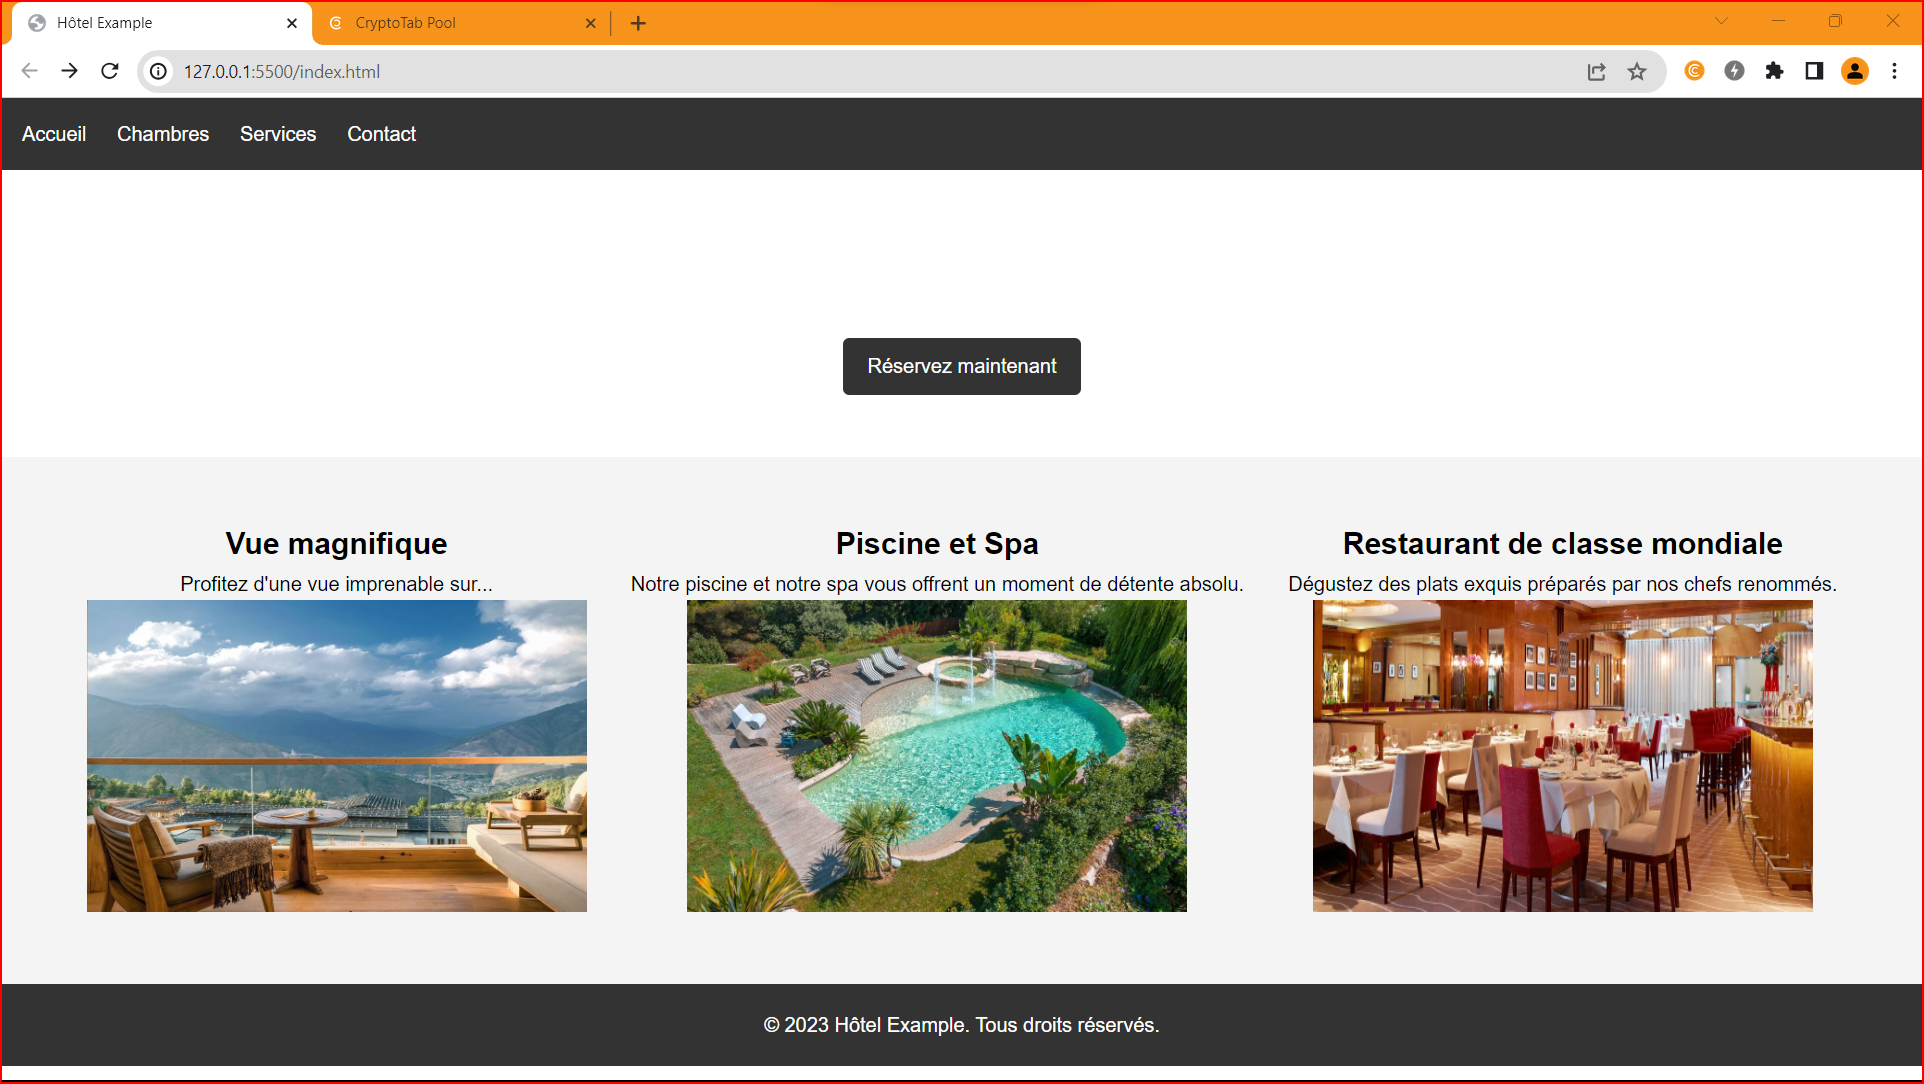 Hôtel Example
CryptoTab Pool
127.0.0.1:5500/index.html
Accueil Chambres Services Contact
Réservez maintenant
Vue magnifique
Profitez d'une vue imprenable sur...
Piscine et Spa
Notre piscine et notre spa vous offrent un moment de détente absolu.
Restaurant de classe mondiale
Dégustez des plats exquis préparés par nos chefs renommés.
© 2023 Hôtel Example. Tous droits réservés.